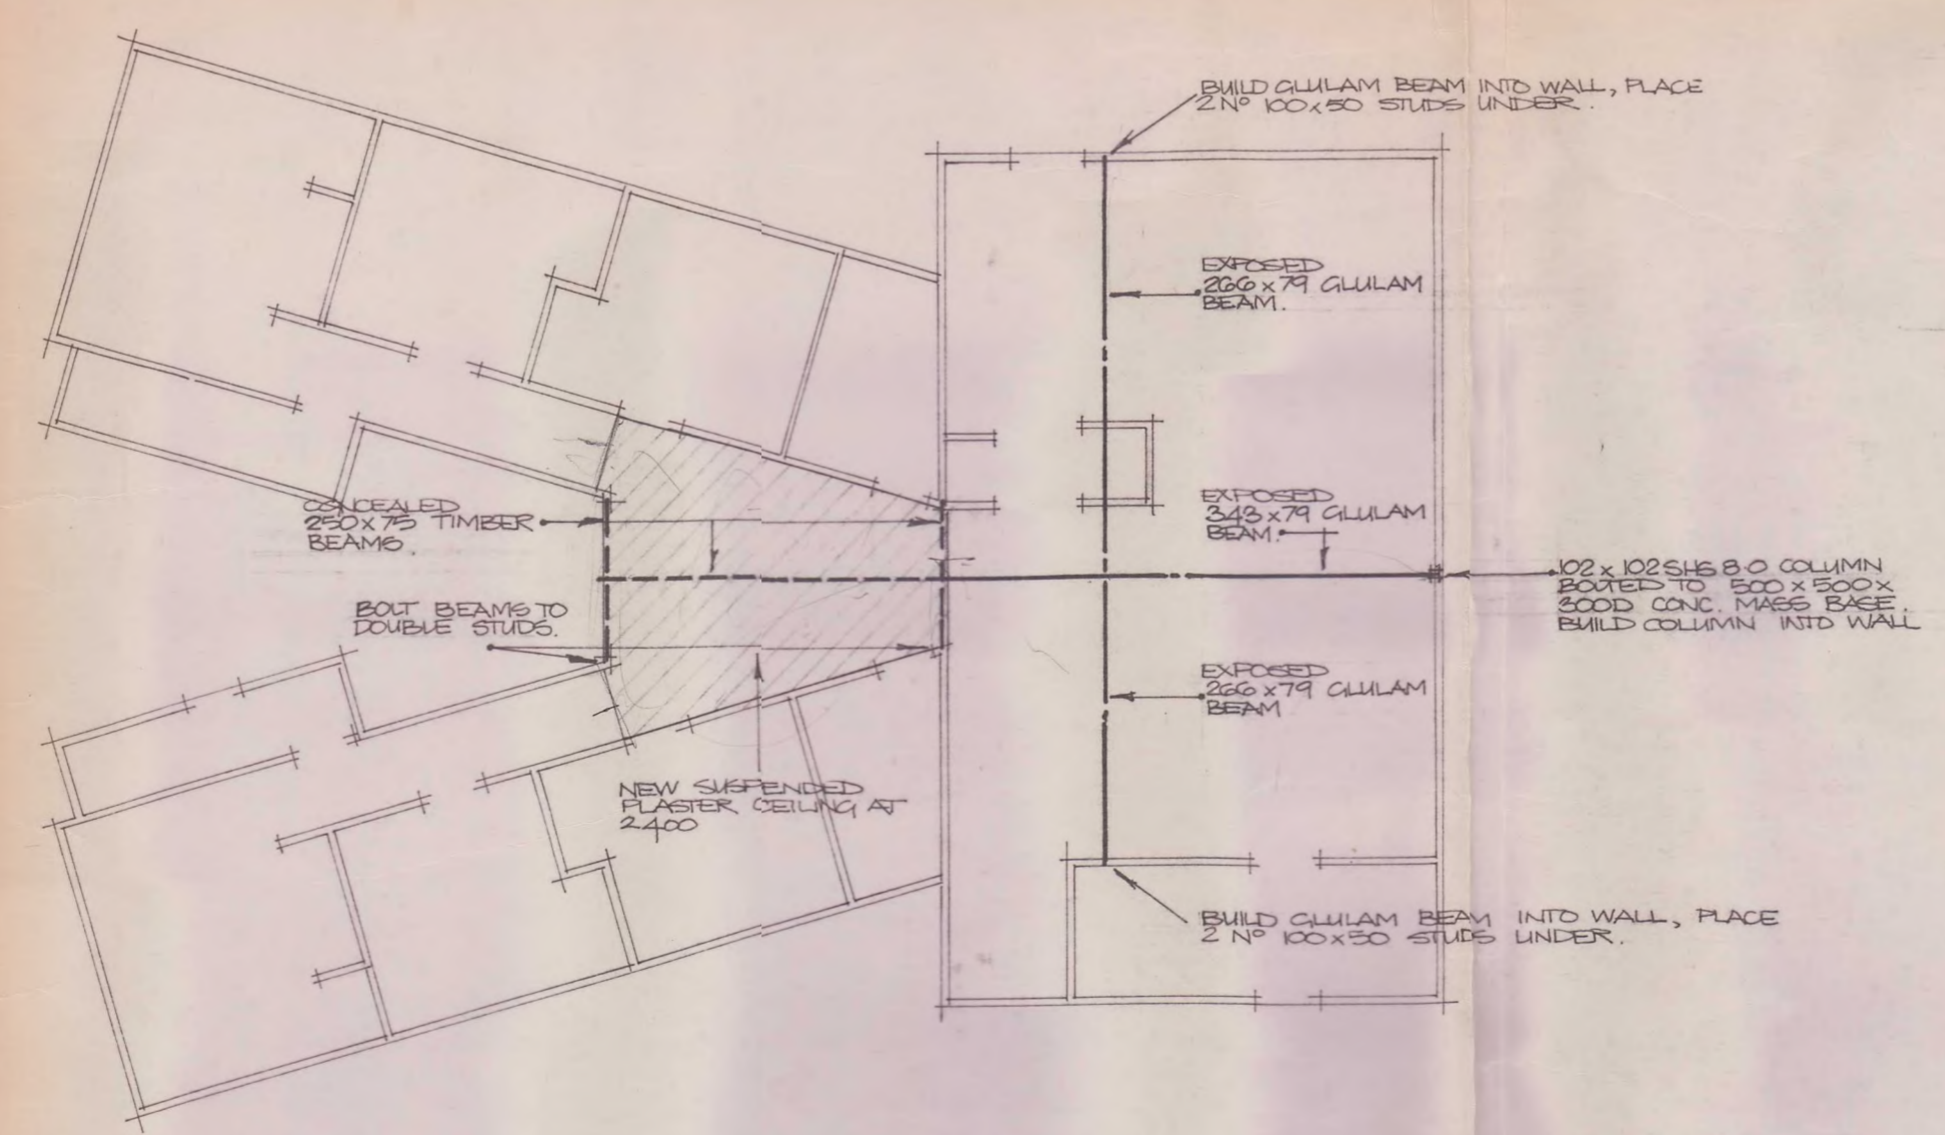 BUILD GLULAM BEAM INTO WALL, PLACE
2 Nº 100x50 STUDS UNDER.
EXPOSED
266 x 79 GLULAM
BEAM.
CONCEALED
250 x 75 TIMBER
BEAMS.
EXPOSED
343 x 79 GLULAM
BEAM.
102 x 102 SHS 8·0 COLUMN
BOLTED TO 500 x 500 x
300D CONC. MASS BASE.
BUILD COLUMN INTO WALL
BOLT BEAMS TO
DOUBLE STUDS.
EXPOSED
266 x 79 GLULAM
BEAM
NEW SUSPENDED
PLASTER CEILING AT
2400
BUILD GLULAM BEAM INTO WALL, PLACE
2 Nº 100x50 STUDS UNDER.